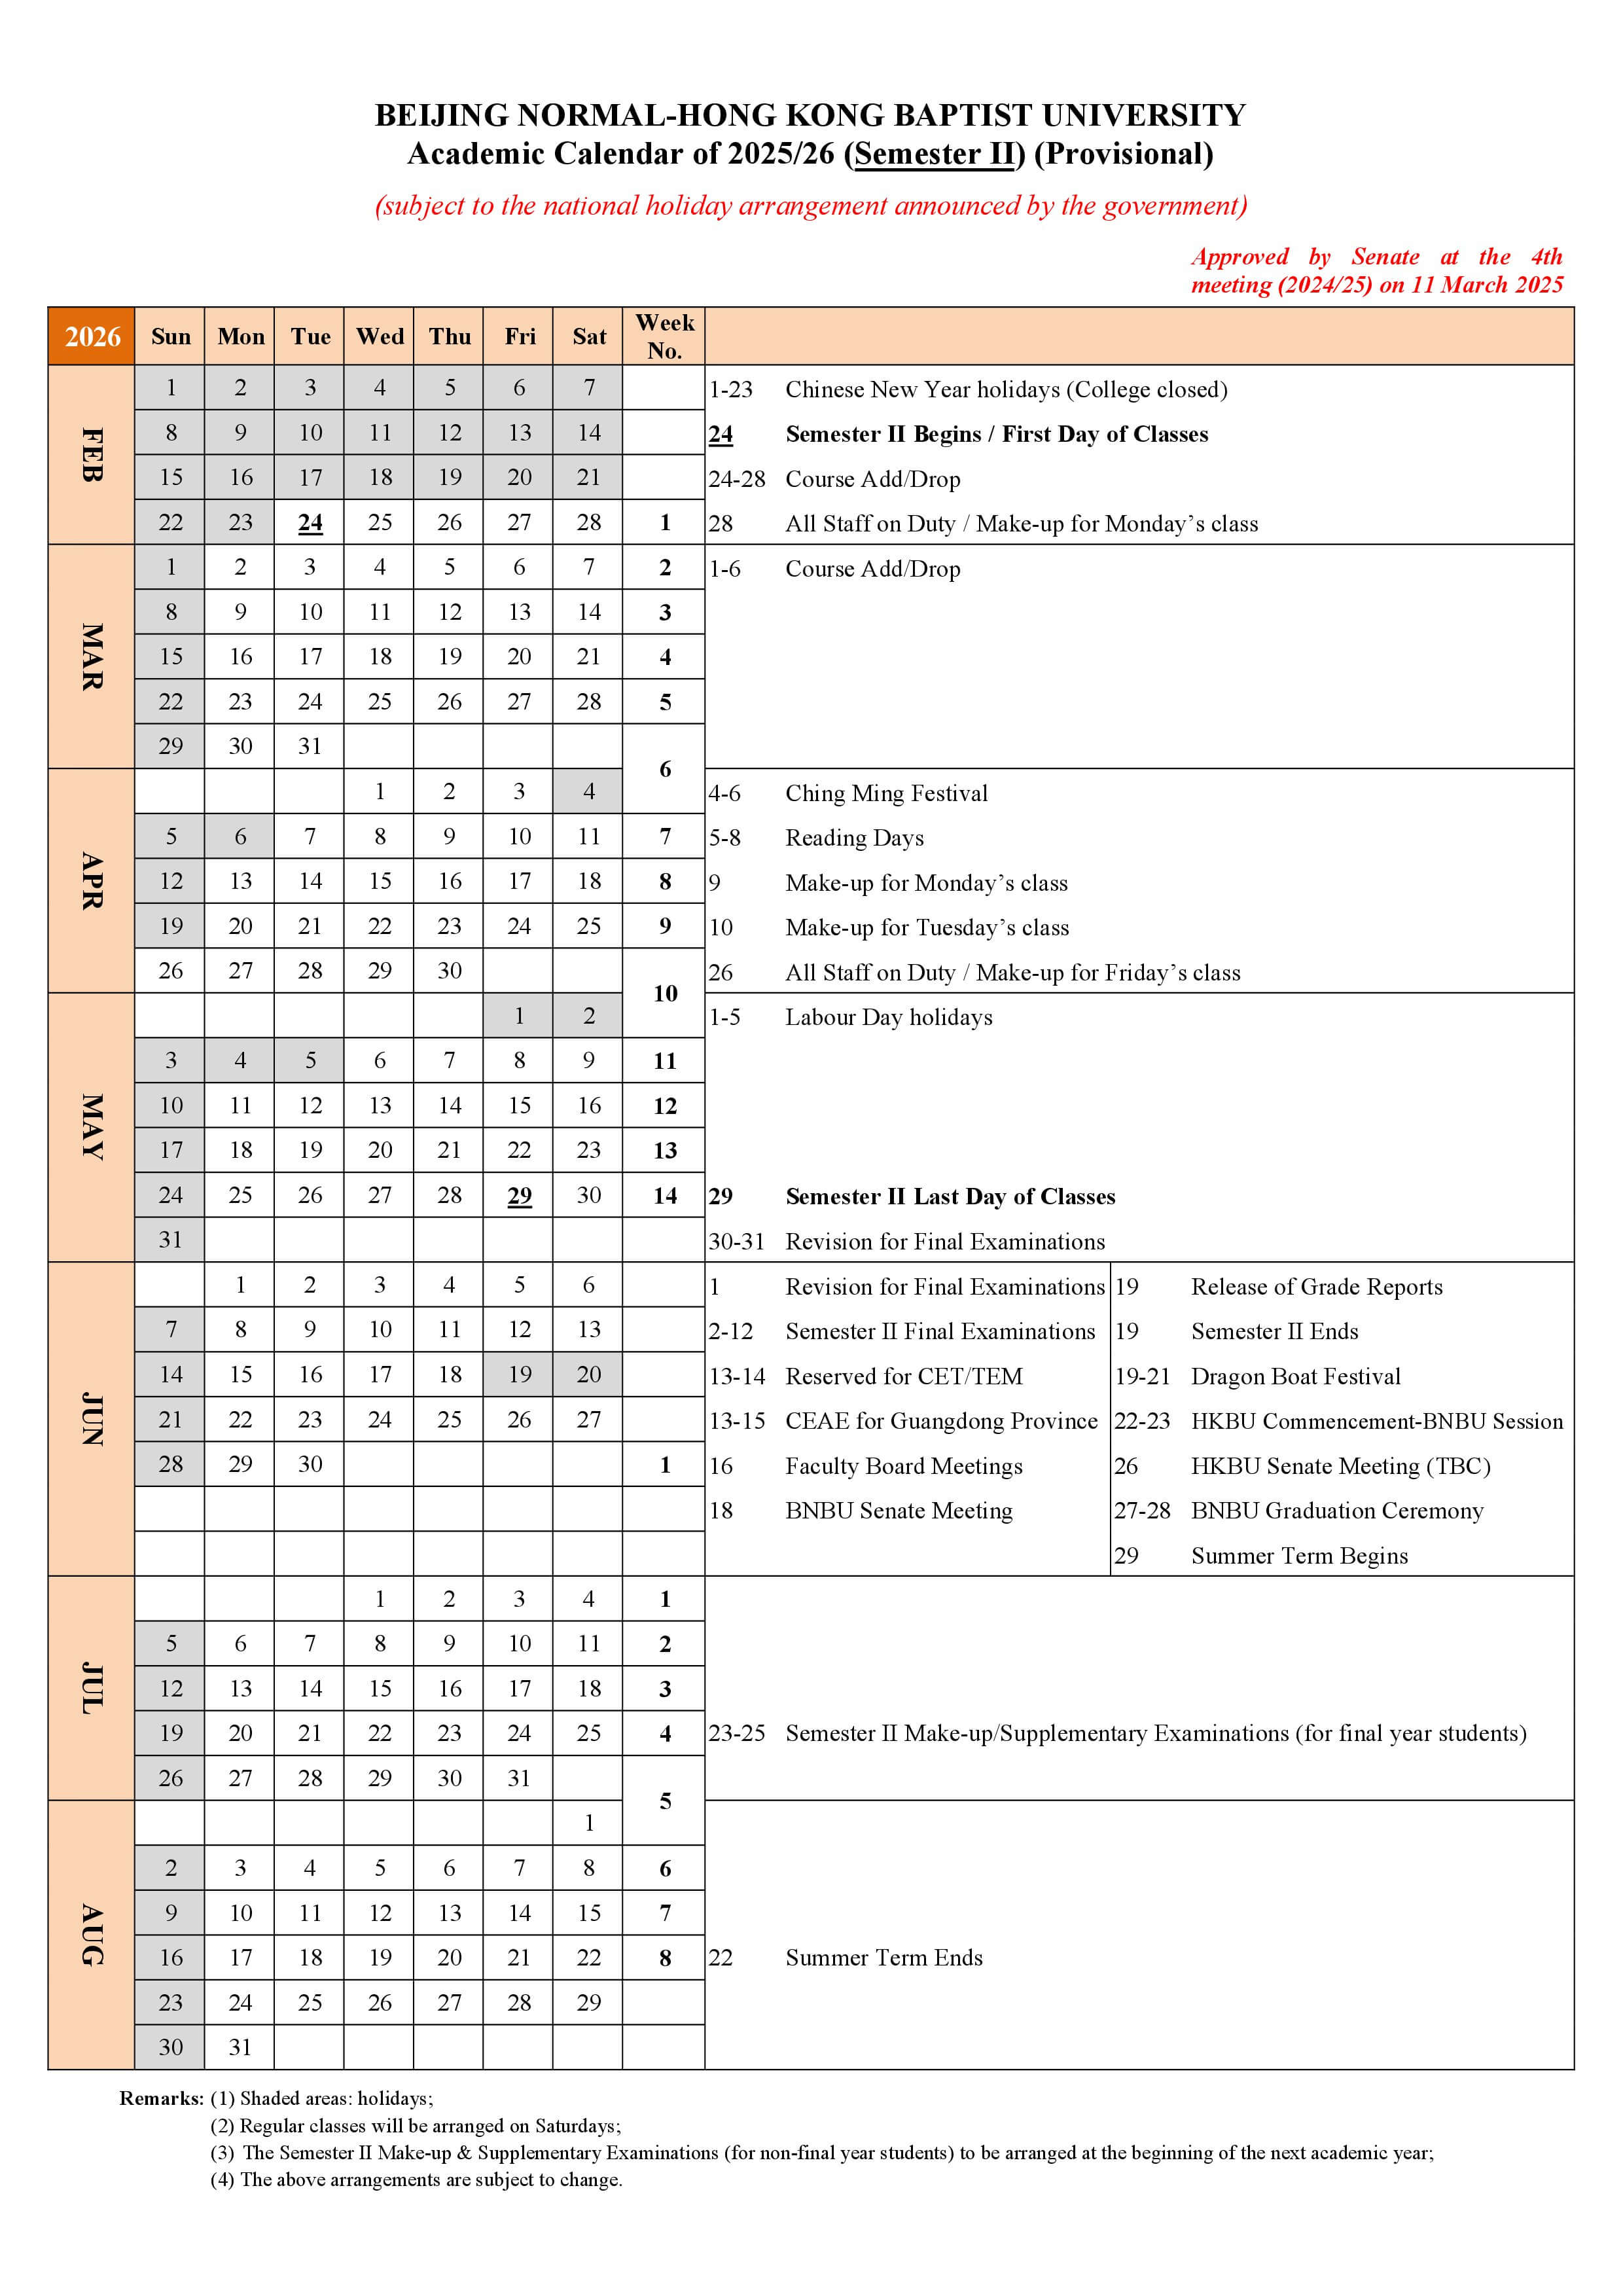 BEIJING NORMAL-HONG KONG BAPTIST UNIVERSITY
Academic Calendar of 2025/26 (Semester II) (Provisional)
(subject to the national holiday arrangement announced by the government)
Approved by Senate at the 4th
meeting (2024/25) on 11 March 2025
2026 Sun Mon Tue Wed Thu Fri Sat Week No.
FEB
1 2 3 4 5 6 7 1-23 Chinese New Year holidays (College closed)
8 9 10 11 12 13 14 24 Semester II Begins / First Day of Classes
15 16 17 18 19 20 21 24-28 Course Add/Drop
22 23 24 25 26 27 28 1 28 All Staff on Duty / Make-up for Monday’s class
MAR
1 2 3 4 5 6 7 2 1-6 Course Add/Drop
8 9 10 11 12 13 14 3
15 16 17 18 19 20 21 4
22 23 24 25 26 27 28 5
29 30 31
6
APR
1 2 3 4 4-6 Ching Ming Festival
5 6 7 8 9 10 11 7 5-8 Reading Days
12 13 14 15 16 17 18 8 9 Make-up for Monday’s class
19 20 21 22 23 24 25 9 10 Make-up for Tuesday’s class
26 27 28 29 30 26 All Staff on Duty / Make-up for Friday’s class
10
MAY
1 2 1-5 Labour Day holidays
3 4 5 6 7 8 9 11
10 11 12 13 14 15 16 12
17 18 19 20 21 22 23 13
24 25 26 27 28 29 30 14 29 Semester II Last Day of Classes
31 30-31 Revision for Final Examinations
JUN
1 2 3 4 5 6 1 Revision for Final Examinations 19 Release of Grade Reports
7 8 9 10 11 12 13 2-12 Semester II Final Examinations 19 Semester II Ends
14 15 16 17 18 19 20 13-14 Reserved for CET/TEM 19-21 Dragon Boat Festival
21 22 23 24 25 26 27 13-15 CEAE for Guangdong Province 22-23 HKBU Commencement-BNBU Session
28 29 30 1 16 Faculty Board Meetings 26 HKBU Senate Meeting (TBC)
18 BNBU Senate Meeting 27-28 BNBU Graduation Ceremony
29 Summer Term Begins
JUL
1 2 3 4 1
5 6 7 8 9 10 11 2
12 13 14 15 16 17 18 3
19 20 21 22 23 24 25 4 23-25 Semester II Make-up/Supplementary Examinations (for final year students)
26 27 28 29 30 31
5
AUG
1
2 3 4 5 6 7 8 6
9 10 11 12 13 14 15 7
16 17 18 19 20 21 22 8 22 Summer Term Ends
23 24 25 26 27 28 29
30 31
Remarks: (1) Shaded areas: holidays;
(2) Regular classes will be arranged on Saturdays;
(3) The Semester II Make-up & Supplementary Examinations (for non-final year students) to be arranged at the beginning of the next academic year;
(4) The above arrangements are subject to change.